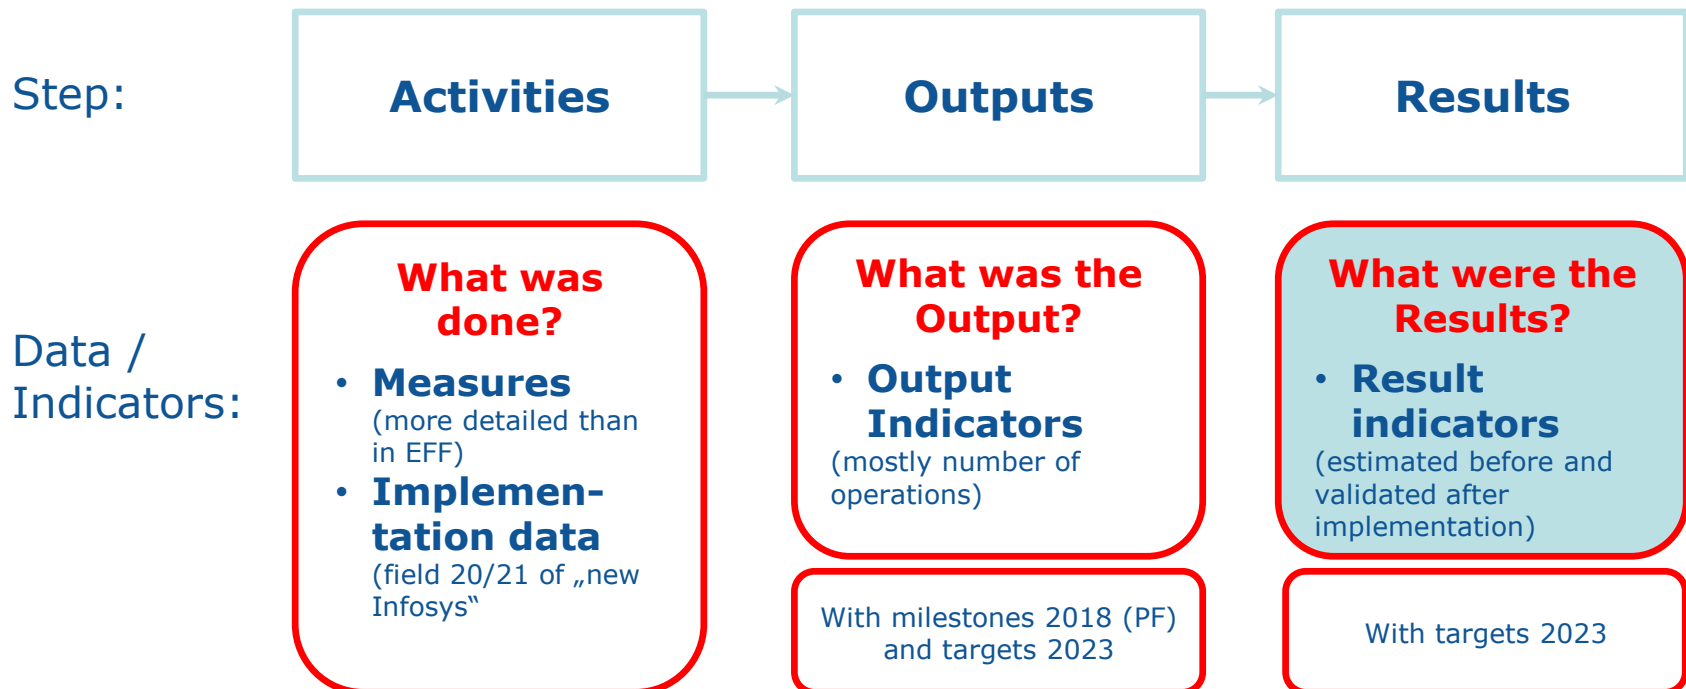 Step:
Activities
Outputs
Results
Data /
Indicators:
What was
done?
• Measures
(more detailed than
in EFF)
• Implemen-
tation data
(field 20/21 of „new
Infosys“
What was the
Output?
• Output
Indicators
(mostly number of
operations)
With milestones 2018 (PF)
and targets 2023
What were the
Results?
• Result
indicators
(estimated before and
validated after
implementation)
With targets 2023